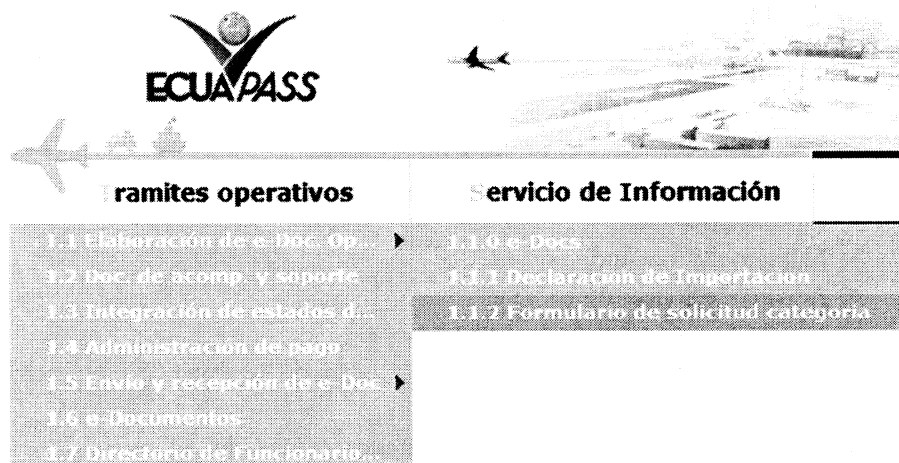 ECUAPASS
Tramites operativos
Servicio de Información
1.1 Elaboración de e-Doc. Op...
1.2 Doc. de acomp. y soporte
1.3 Integración de estados d...
1.4 Administración de pago
1.5 Envío y recepción de e-Doc.
1.6 e-Documentos
1.7 Directorio de Funcionario...
1.1.0 e-Docs
1.1.1 Declaración de Importación
1.1.2 Formulario de solicitud categoría